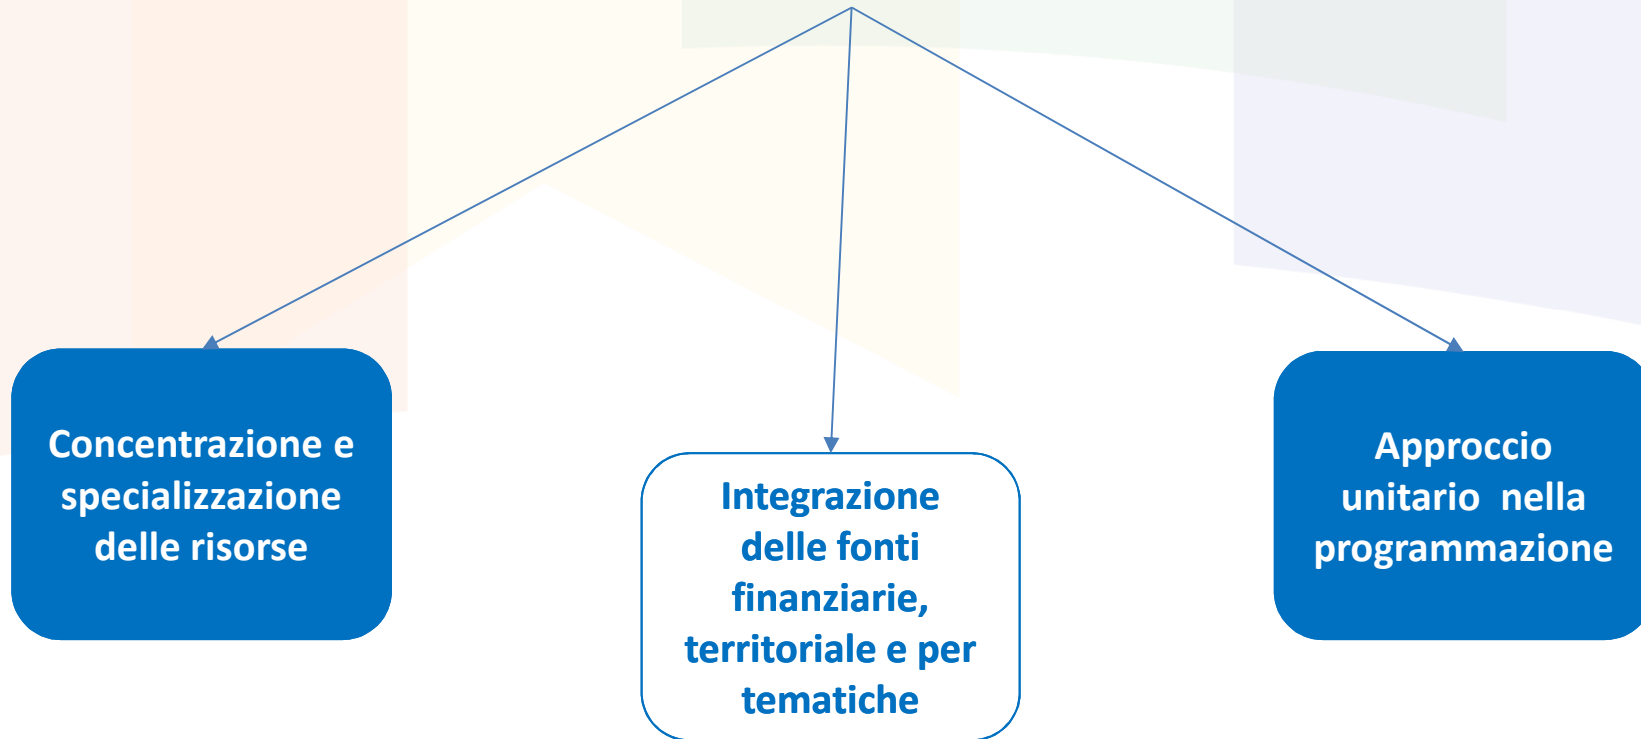 Concentrazione e
specializzazione
delle risorse
Integrazione
delle fonti
finanziarie,
territoriale e per
tematiche
Approccio
unitario  nella
programmazione